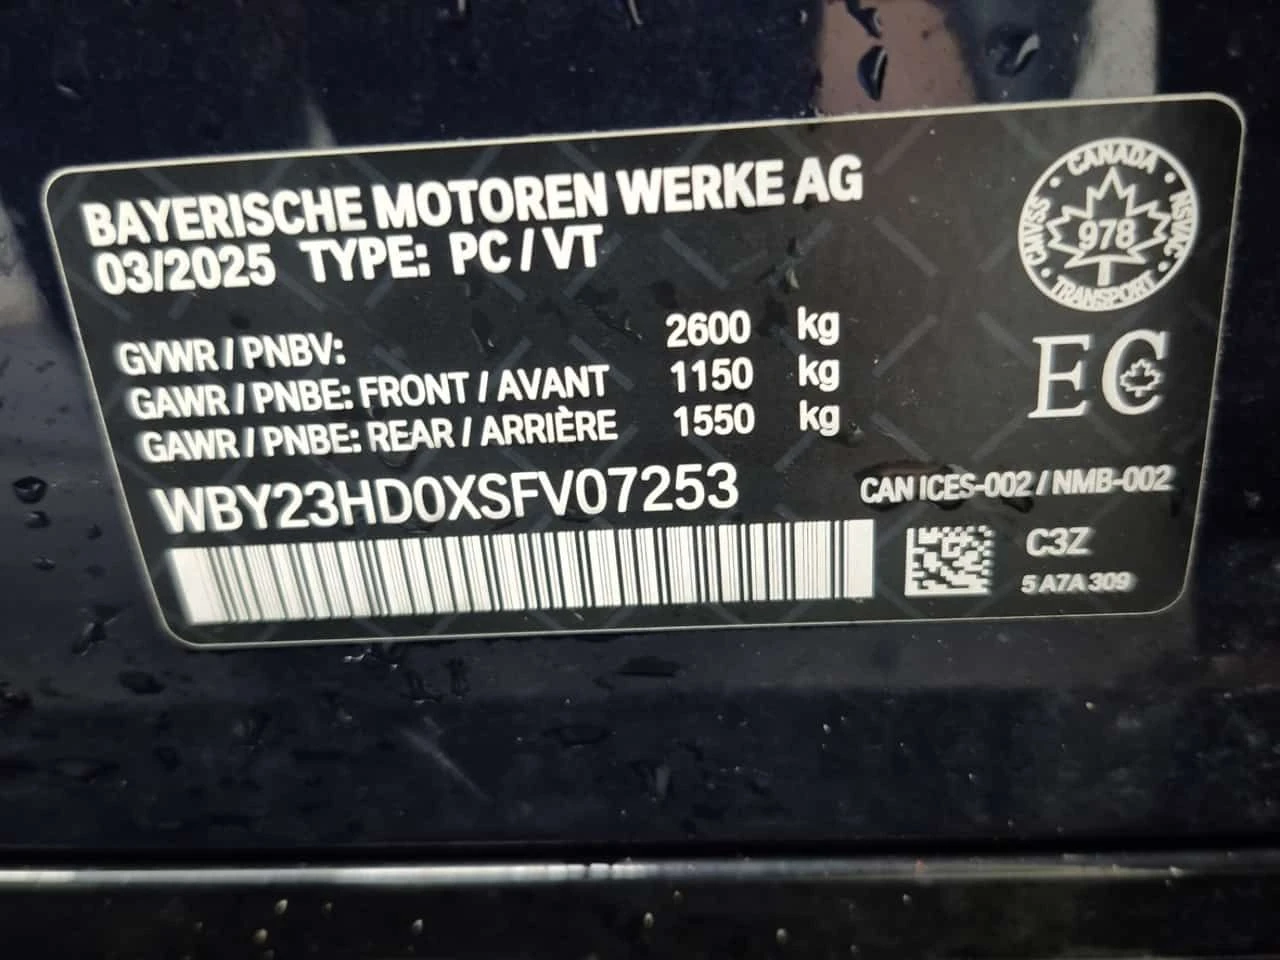 BAYERISCHE MOTOREN WERKE AG
03/2025 TYPE: PC / VT
GVWR / PNBV: 2600 kg
GAWR / PNBE: FRONT / AVANT 1150 kg
GAWR / PNBE: REAR / ARRIÈRE 1550 kg
WBY23HD0XSFV07253
CANADA
CMVSS
978
NSVAC
TRANSPORT
EC
CAN ICES-002 / NMB-002
C3Z
5 A7A 309